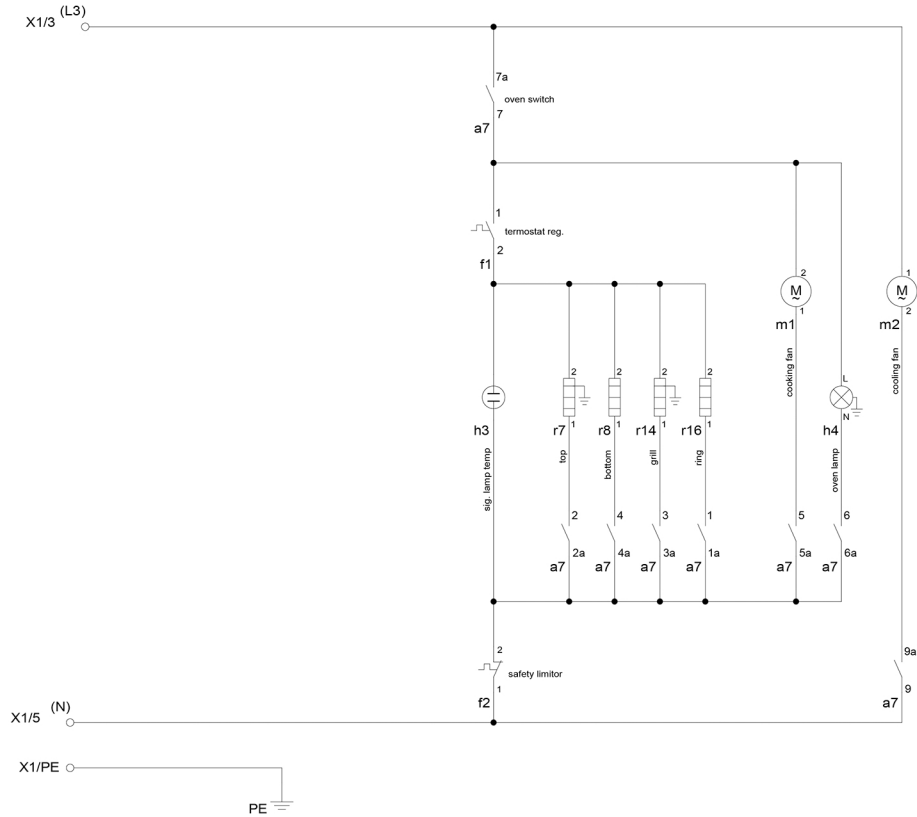 (L3)
X1/3
7a
oven switch
7
a7
1
termostat reg.
2
f1
2
M
~
1
m1
cooking fan
1
M
~
2
m2
cooling fan
2
2
2
2
L
N
h3
r7
1
r8
1
r14
1
r16
1
h4
sig. lamp temp
top
bottom
grill
ring
oven lamp
2
4
3
1
5
6
2a
4a
3a
1a
5a
6a
a7
a7
a7
a7
a7
a7
2
safety limitor
1
f2
9a
9
a7
(N)
X1/5
X1/PE
PE